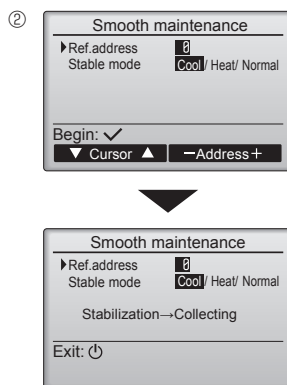 ②
Smooth maintenance
▶Ref.address 0
Stable mode Cool / Heat/ Normal
Begin: ✓
▼ Cursor ▲ −Address+
Smooth maintenance
▶Ref.address 0
Stable mode Cool / Heat/ Normal
Stabilization→Collecting
Exit: ⏻